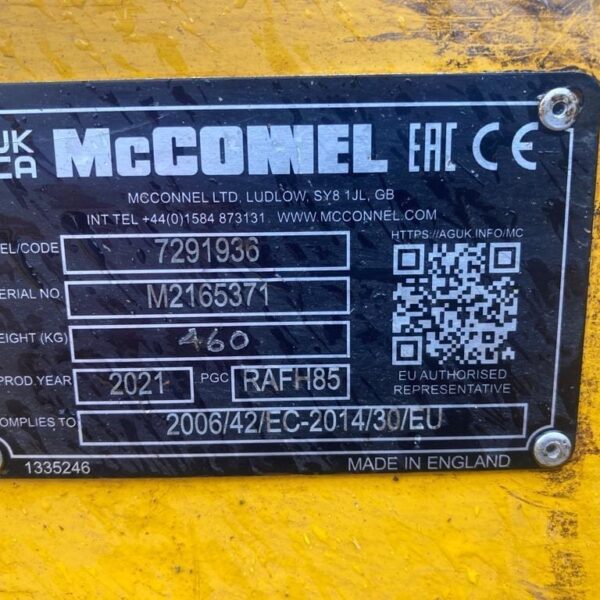 UK
CA McCONNEL EAC CE
MCCONNEL LTD, LUDLOW, SY8 1JL, GB
INT TEL +44(0)1584 873131. WWW.MCCONNEL.COM
EL/CODE 7291936
HTTPS://AGUK.INFO/MC
ERIAL NO. M2165371
EIGHT (KG) 460
PROD.YEAR 2021 PGC RAFH85
EU AUTHORISED
REPRESENTATIVE
OMPLIES TO 2006/42/EC-2014/30/EU
1335246 MADE IN ENGLAND